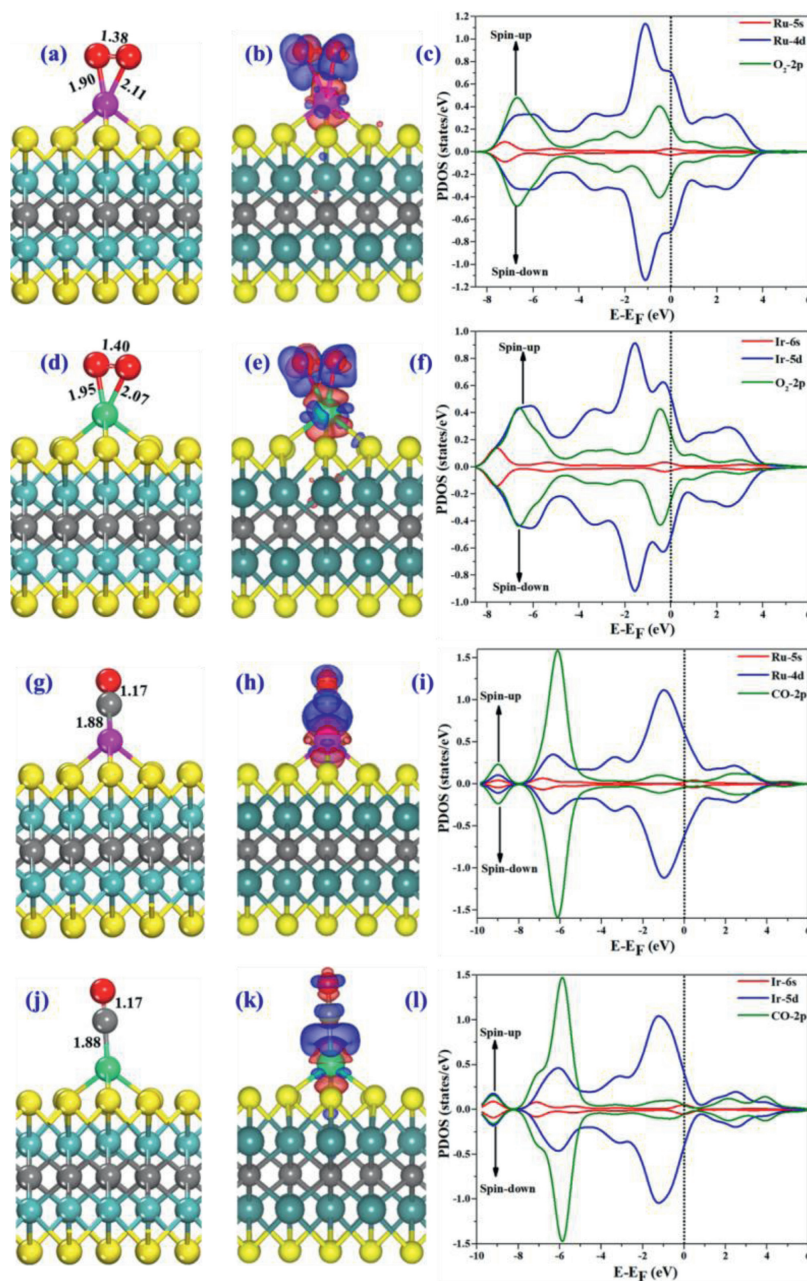 (a)
1.38
1.90
2.11
(b)
(c)
PDOS (states/eV)
1.2
1.0
0.8
0.6
0.4
0.2
0.0
0.2
0.4
0.6
0.8
1.0
1.2
Spin-up
Spin-down
Ru-5s
Ru-4d
O2-2p
-8 -6 -4 -2 0 2 4 6
E-EF (eV)
(d)
1.40
1.95
2.07
(e)
(f)
PDOS (states/eV)
1.0
0.8
0.6
0.4
0.2
0.0
-0.2
-0.4
-0.6
-0.8
-1.0
Spin-up
Spin-down
Ir-6s
Ir-5d
O2-2p
-8 -6 -4 -2 0 2 4 6
E-EF (eV)
(g)
1.17
1.88
(h)
(i)
PDOS (states/eV)
1.5
1.0
0.5
0.0
-0.5
-1.0
-1.5
Spin-up
Spin-down
Ru-5s
Ru-4d
CO-2p
-10 -8 -6 -4 -2 0 2 4 6
E-EF (eV)
(j)
1.17
1.88
(k)
(l)
PDOS (states/eV)
1.5
1.0
0.5
0.0
-0.5
-1.0
-1.5
Spin-up
Spin-down
Ir-6s
Ir-5d
CO-2p
-10 -8 -6 -4 -2 0 2 4 6
E-EF (eV)